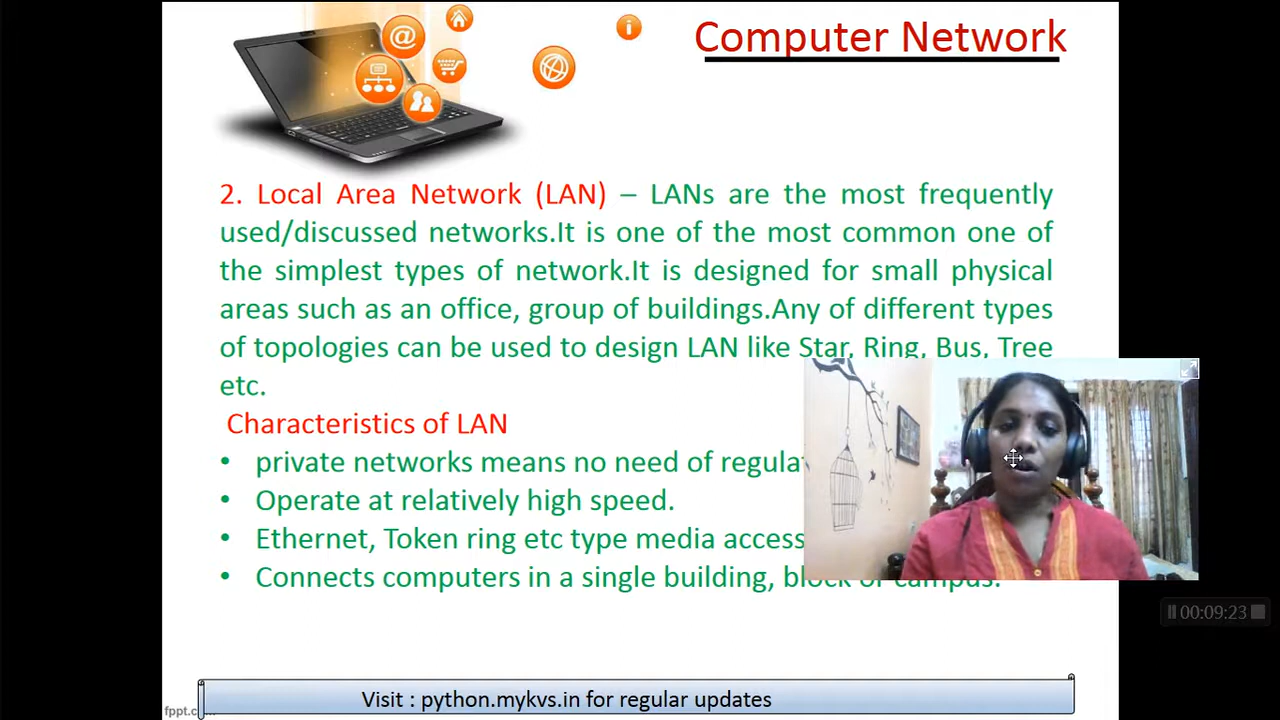 Computer Network
2. Local Area Network (LAN) – LANs are the most frequently
used/discussed networks.It is one of the most common one of
the simplest types of network.It is designed for small physical
areas such as an office, group of buildings.Any of different types
of topologies can be used to design LAN like Star, Ring, Bus, Tree
etc.
Characteristics of LAN
• private networks means no need of
• Operate at relatively high speed.
• Ethernet, Token ring etc type media access
• Connects computers in a single building, block or campus.
00:09:23
Visit : python.mykvs.in for regular updates